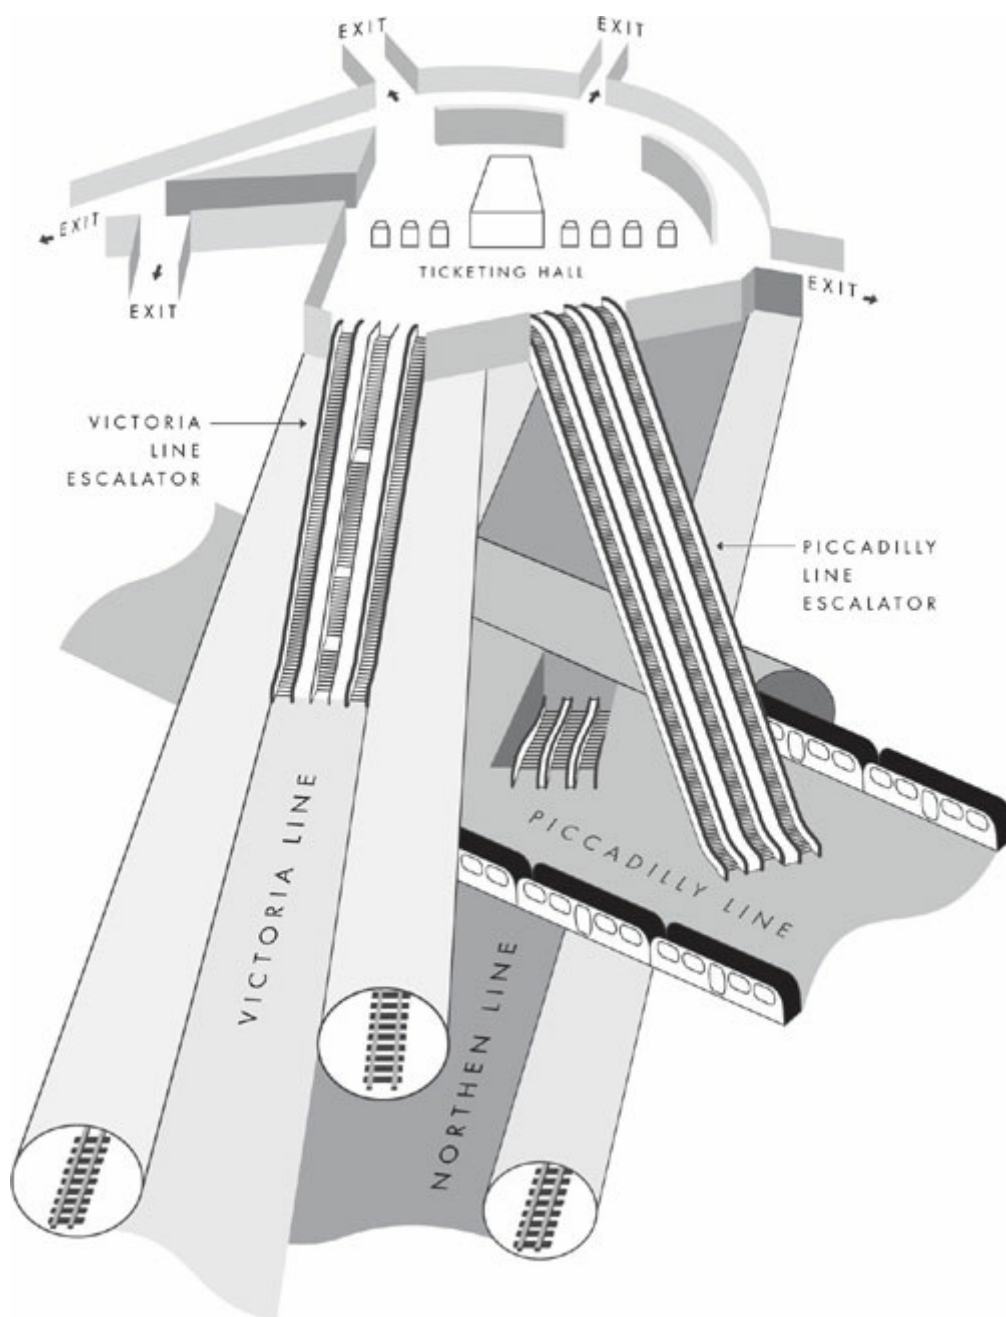 EXIT
EXIT
EXIT
EXIT
EXIT
TICKETING HALL
VICTORIA
LINE
ESCALATOR
PICCADILLY
LINE
ESCALATOR
PICCADILLY LINE
VICTORIA LINE
NORTHEN LINE